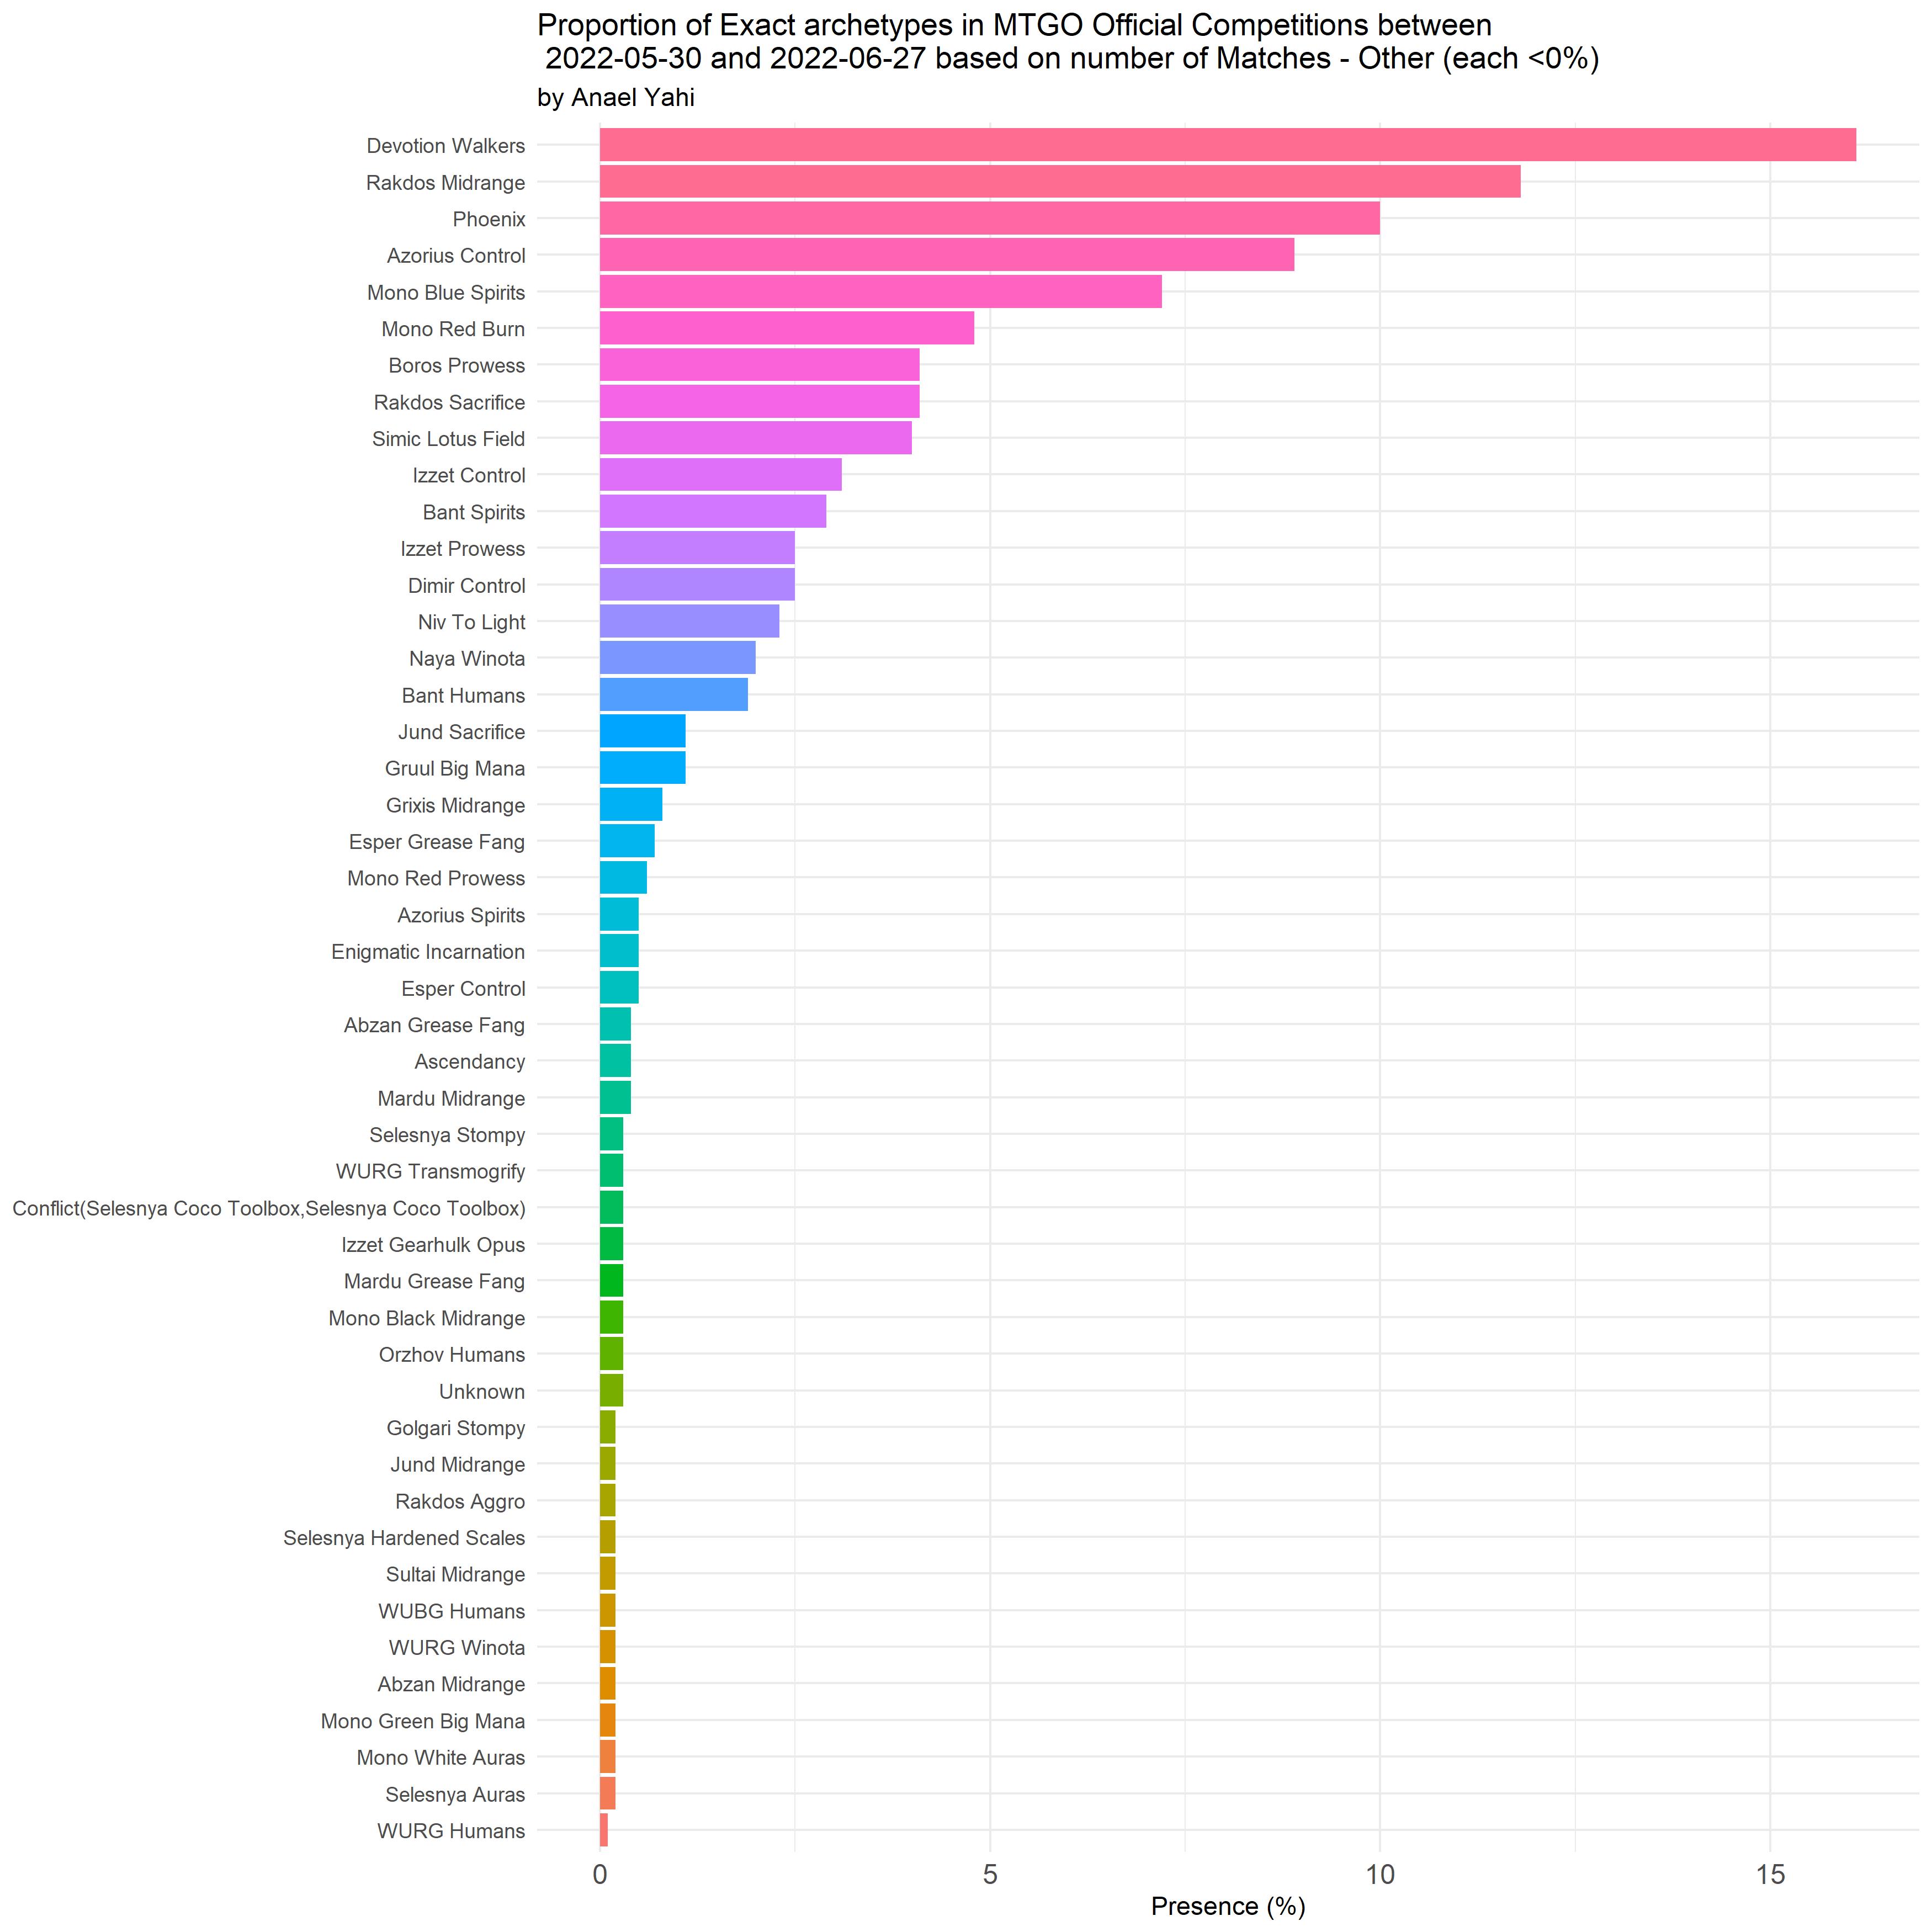 Proportion of Exact archetypes in MTGO Official Competitions between
2022-05-30 and 2022-06-27 based on number of Matches - Other (each <0%)
by Anael Yahi
Devotion Walkers
Rakdos Midrange
Phoenix
Azorius Control
Mono Blue Spirits
Mono Red Burn
Boros Prowess
Rakdos Sacrifice
Simic Lotus Field
Izzet Control
Bant Spirits
Izzet Prowess
Dimir Control
Niv To Light
Naya Winota
Bant Humans
Jund Sacrifice
Gruul Big Mana
Grixis Midrange
Esper Grease Fang
Mono Red Prowess
Azorius Spirits
Enigmatic Incarnation
Esper Control
Abzan Grease Fang
Ascendancy
Mardu Midrange
Selesnya Stompy
WURG Transmogrify
Conflict(Selesnya Coco Toolbox,Selesnya Coco Toolbox)
Izzet Gearhulk Opus
Mardu Grease Fang
Mono Black Midrange
Orzhov Humans
Unknown
Golgari Stompy
Jund Midrange
Rakdos Aggro
Selesnya Hardened Scales
Sultai Midrange
WUBG Humans
WURG Winota
Abzan Midrange
Mono Green Big Mana
Mono White Auras
Selesnya Auras
WURG Humans
0 5 10 15
Presence (%)